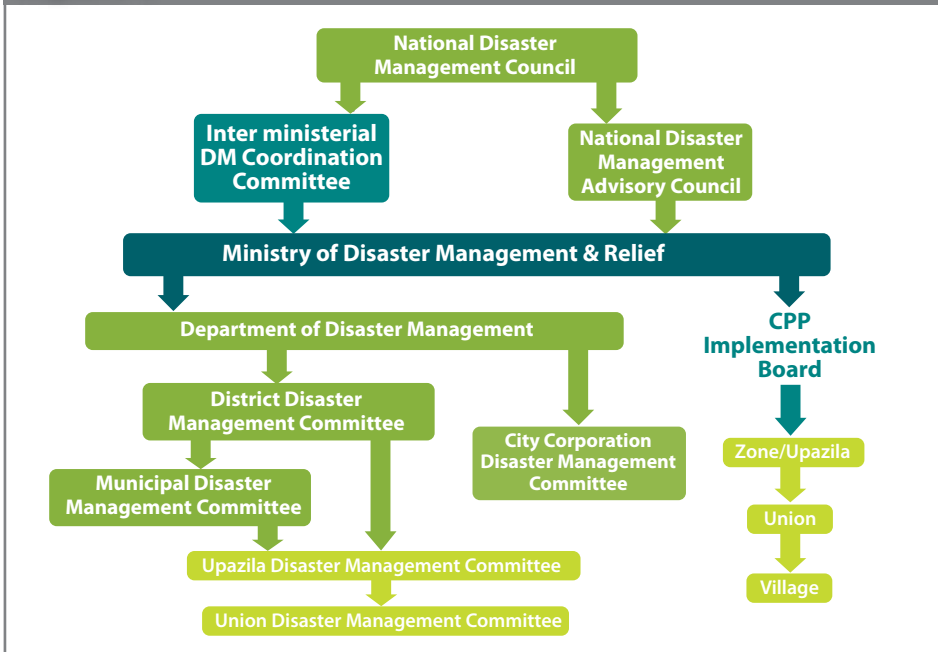 National Disaster
Management Council
Inter ministerial
DM Coordination
Committee
National Disaster
Management
Advisory Council
Ministry of Disaster Management & Relief
Department of Disaster Management
CPP
Implementation
Board
District Disaster
Management Committee
City Corporation
Disaster Management
Committee
Zone/Upazila
Municipal Disaster
Management Committee
Union
Upazila Disaster Management Committee
Village
Union Disaster Management Committee